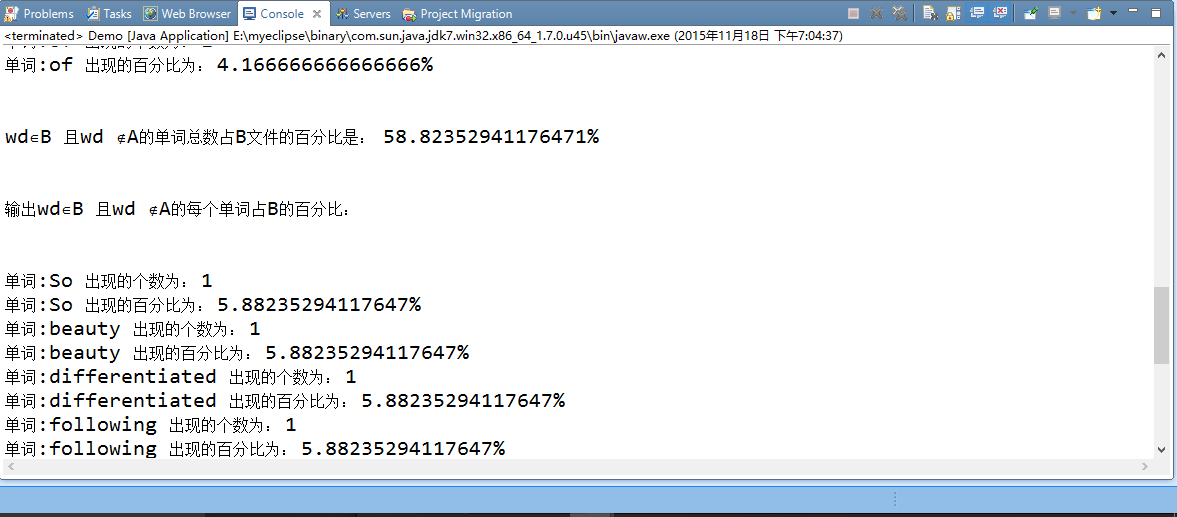 Problems Tasks Web Browser Console Servers Project Migration
<terminated> Demo [Java Application] E:\myeclipse\binary\com.sun.java.jdk7.win32.x86_64_1.7.0.u45\bin\javaw.exe (2015年11月18日 下午7:04:37)
单词:of 出现的百分比为：4.166666666666666%
wd∈B 且wd ∉A的单词总数占B文件的百分比是： 58.82352941176471%
输出wd∈B 且wd ∉A的每个单词占B的百分比：
单词:So 出现的个数为：1
单词:So 出现的百分比为：5.88235294117647%
单词:beauty 出现的个数为：1
单词:beauty 出现的百分比为：5.88235294117647%
单词:differentiated 出现的个数为：1
单词:differentiated 出现的百分比为：5.88235294117647%
单词:following 出现的个数为：1
单词:following 出现的百分比为：5.88235294117647%